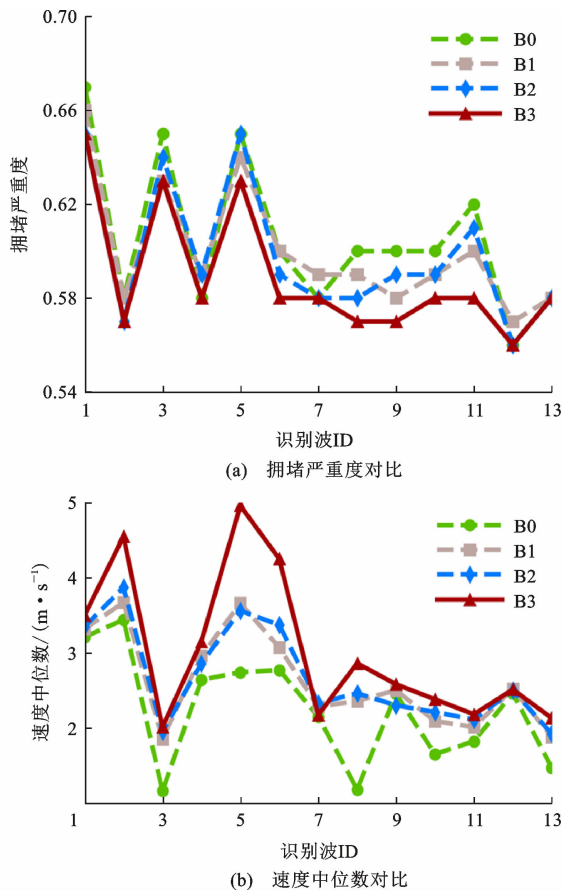 0.70
0.66
0.62
0.58
0.54
拥堵严重度
B0
B1
B2
B3
1 3 5 7 9 11 13
识别波ID
(a) 拥堵严重度对比
5
4
3
2
速度中位数/(m·s⁻¹)
B0
B1
B2
B3
1 3 5 7 9 11 13
识别波ID
(b) 速度中位数对比